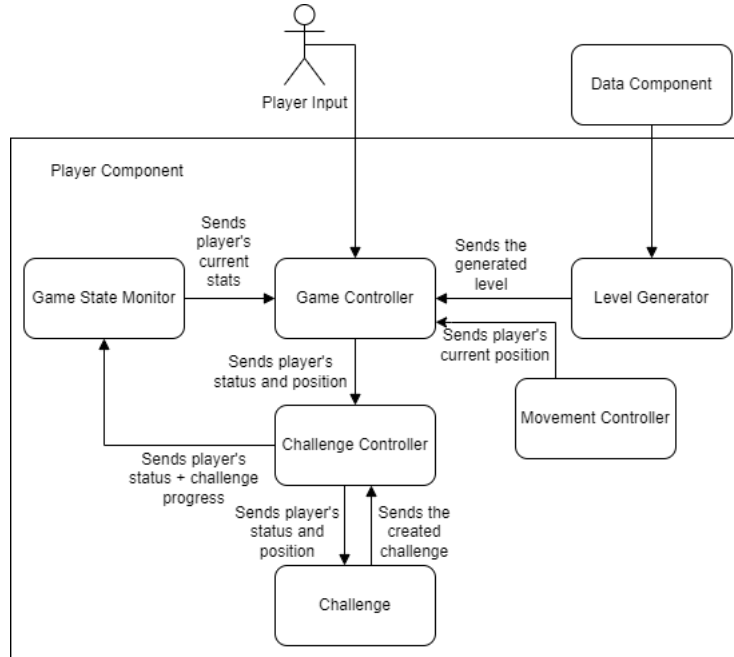 Player Input
Data Component
Player Component
Sends
player's
current
stats
Sends the
generated
level
Game State Monitor
Game Controller
Level Generator
Sends player's
current position
Sends player's
status and position
Movement Controller
Challenge Controller
Sends player's
status + challenge
progress
Sends player's
status and
position
Sends the
created
challenge
Challenge